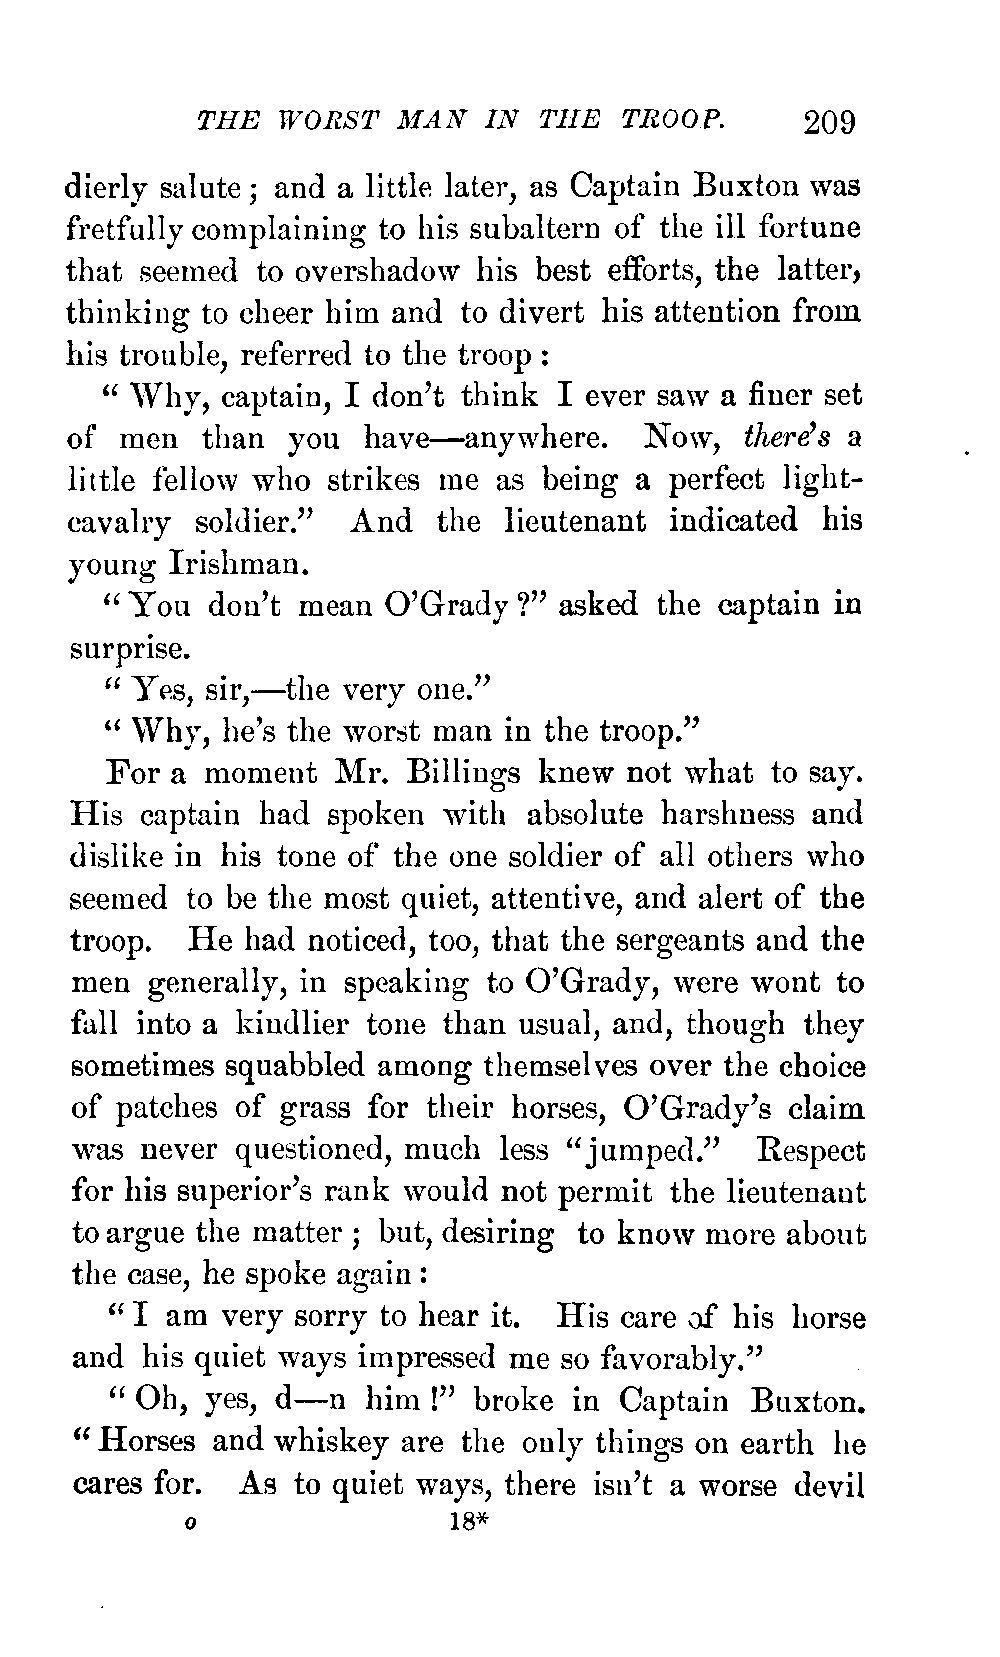 THE WORST MAN IN THE TROOP. 209
dierly salute ; and a little later, as Captain Buxton was
fretfully complaining to his subaltern of the ill fortune
that seemed to overshadow his best efforts, the latter,
thinking to cheer him and to divert his attention from
his trouble, referred to the troop :
“ Why, captain, I don’t think I ever saw a finer set
of men than you have—anywhere. Now, there’s a
little fellow who strikes me as being a perfect light-
cavalry soldier.” And the lieutenant indicated his
young Irishman.
“ You don’t mean O’Grady ?” asked the captain in
surprise.
“ Yes, sir,—the very one.”
“ Why, he’s the worst man in the troop.”
For a moment Mr. Billings knew not what to say.
His captain had spoken with absolute harshness and
dislike in his tone of the one soldier of all others who
seemed to be the most quiet, attentive, and alert of the
troop. He had noticed, too, that the sergeants and the
men generally, in speaking to O’Grady, were wont to
fall into a kindlier tone than usual, and, though they
sometimes squabbled among themselves over the choice
of patches of grass for their horses, O’Grady’s claim
was never questioned, much less “jumped.” Respect
for his superior’s rank would not permit the lieutenant
to argue the matter ; but, desiring to know more about
the case, he spoke again :
“ I am very sorry to hear it. His care of his horse
and his quiet ways impressed me so favorably.”
“ Oh, yes, d—n him !” broke in Captain Buxton.
“ Horses and whiskey are the only things on earth he
cares for. As to quiet ways, there isn’t a worse devil
o 18*